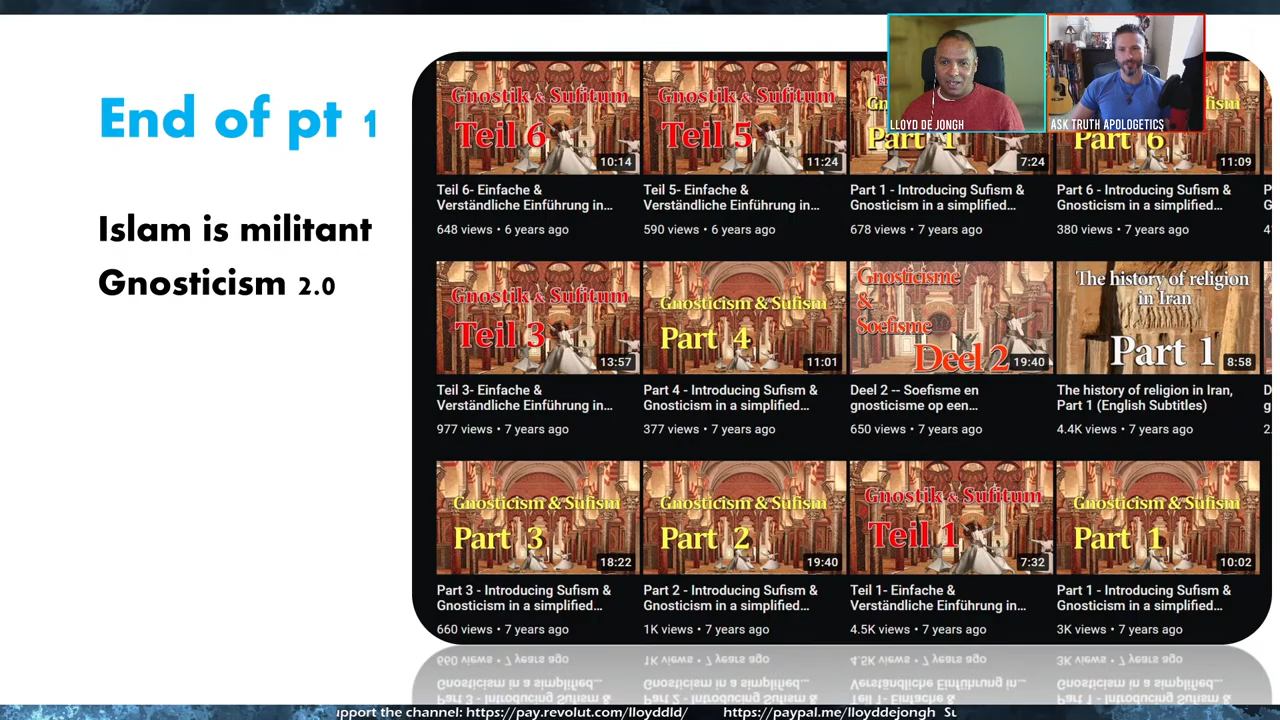 End of pt 1
Islam is militant
Gnosticism 2.0
LLOYD DE JONGH
ASK TRUTH APOLOGETICS
Gnostik & Sufitum
Teil 6
10:14
Gnostik & Sufitum
Teil 5
11:24
Part 1
7:24
Part 6
11:09
Teil 6- Einfache &
Verständliche Einführung in…
648 views • 6 years ago
Teil 5- Einfache &
Verständliche Einführung in…
590 views • 6 years ago
Part 1 - Introducing Sufism &
Gnosticism in a simplified…
678 views • 7 years ago
Part 6 - Introducing Sufism &
Gnosticism in a simplified…
380 views • 7 years ago
Gnostik & Sufitum
Teil 3
13:57
Gnosticism & Sufism
Part 4
11:01
Gnosticisme
&
Soefisme
Deel 2
19:40
The history of religion
in Iran
Part 1
8:58
Teil 3- Einfache &
Verständliche Einführung in…
977 views • 7 years ago
Part 4 - Introducing Sufism &
Gnosticism in a simplified…
377 views • 7 years ago
Deel 2 -- Soefisme en
gnosticisme op een…
650 views • 7 years ago
The history of religion in Iran,
Part 1 (English Subtitles)
4.4K views • 7 years ago
Gnosticism & Sufism
Part 3
18:22
Gnosticism & Sufism
Part 2
19:40
Gnostik & Sufitum
Teil 1
7:32
Gnosticism & Sufism
Part 1
10:02
Part 3 - Introducing Sufism &
Gnosticism in a simplified…
660 views • 7 years ago
Part 2 - Introducing Sufism &
Gnosticism in a simplified…
1K views • 7 years ago
Teil 1- Einfache &
Verständliche Einführung in…
4.5K views • 7 years ago
Part 1 - Introducing Sufism &
Gnosticism in a simplified…
3K views • 7 years ago
upport the channel: https://pay.revolut.com/lloyddld/ https://paypal.me/lloyddejongh